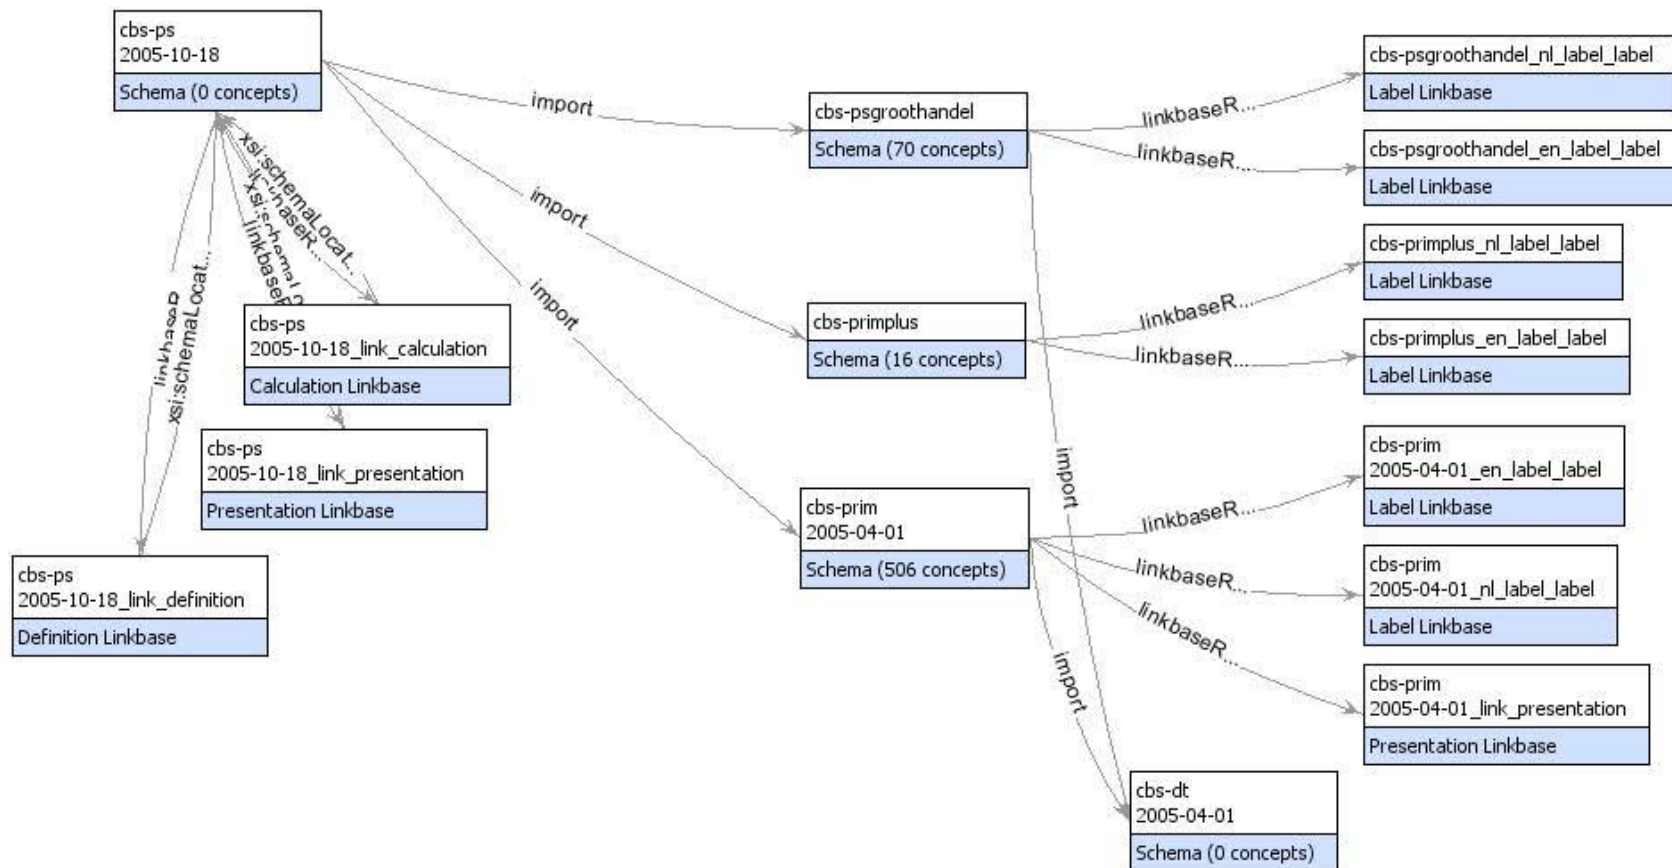 cbs-ps
2005-10-18
Schema (0 concepts)
import
import
import
xsi:schemaLocat...
xsi:schemaLocat...
cbs-ps
2005-10-18_link_calculation
Calculation Linkbase
cbs-ps
2005-10-18_link_presentation
Presentation Linkbase
cbs-ps
2005-10-18_link_definition
Definition Linkbase
cbs-psgroothandel
Schema (70 concepts)
linkbaseR...
linkbaseR...
cbs-primplus
Schema (16 concepts)
linkbaseR...
linkbaseR...
cbs-prim
2005-04-01
Schema (506 concepts)
import
import
linkbaseR...
linkbaseR...
linkbaseR...
cbs-dt
2005-04-01
Schema (0 concepts)
cbs-psgroothandel_nl_label_label
Label Linkbase
cbs-psgroothandel_en_label_label
Label Linkbase
cbs-primplus_nl_label_label
Label Linkbase
cbs-primplus_en_label_label
Label Linkbase
cbs-prim
2005-04-01_en_label_label
Label Linkbase
cbs-prim
2005-04-01_nl_label_label
Label Linkbase
cbs-prim
2005-04-01_link_presentation
Presentation Linkbase